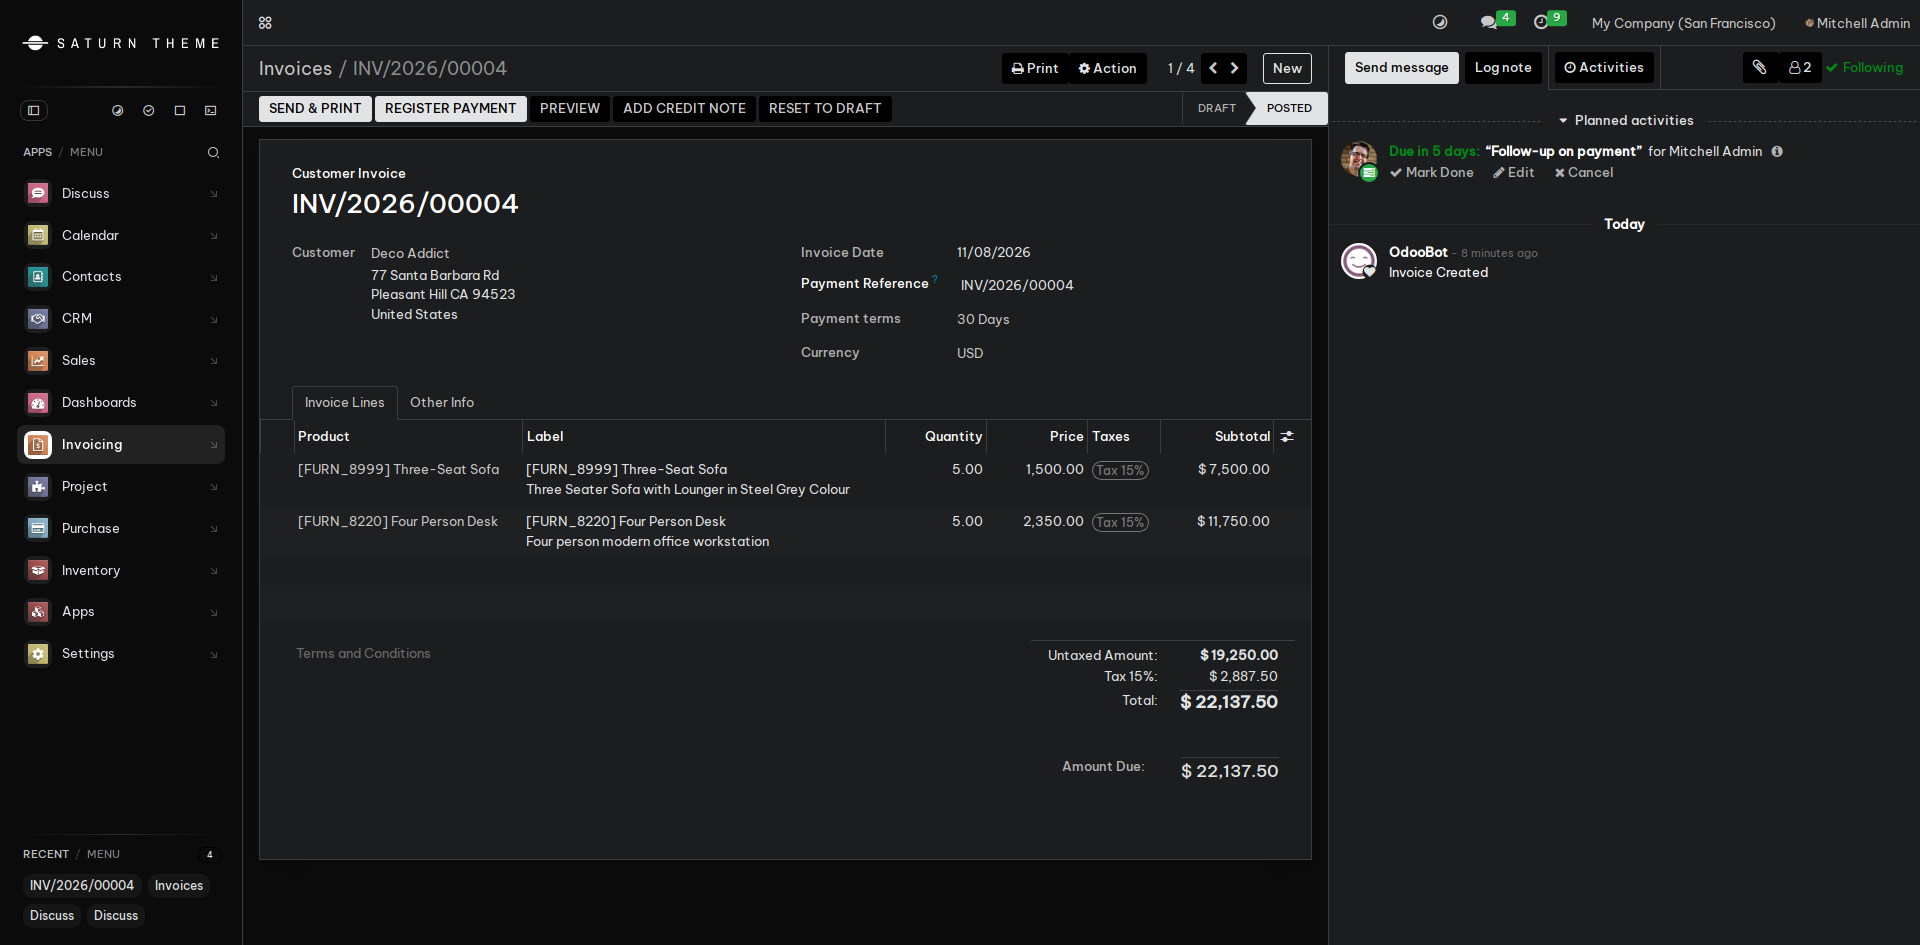 SATURN THEME
APPS / MENU
Discuss
Calendar
Contacts
CRM
Sales
Dashboards
Invoicing
Project
Purchase
Inventory
Apps
Settings
RECENT / MENU 4
INV/2026/00004 Invoices
Discuss Discuss
4 9 My Company (San Francisco) Mitchell Admin
Invoices / INV/2026/00004 Print Action 1 / 4 New
SEND & PRINT REGISTER PAYMENT PREVIEW ADD CREDIT NOTE RESET TO DRAFT DRAFT POSTED
Customer Invoice
INV/2026/00004
Customer Deco Addict
77 Santa Barbara Rd
Pleasant Hill CA 94523
United States
Invoice Date 11/08/2026
Payment Reference ? INV/2026/00004
Payment terms 30 Days
Currency USD
Invoice Lines Other Info
Product Label Quantity Price Taxes Subtotal
[FURN_8999] Three-Seat Sofa [FURN_8999] Three-Seat Sofa 5.00 1,500.00 Tax 15% $ 7,500.00
Three Seater Sofa with Lounger in Steel Grey Colour
[FURN_8220] Four Person Desk [FURN_8220] Four Person Desk 5.00 2,350.00 Tax 15% $ 11,750.00
Four person modern office workstation
Terms and Conditions
Untaxed Amount: $ 19,250.00
Tax 15%: $ 2,887.50
Total: $ 22,137.50
Amount Due: $ 22,137.50
Send message Log note Activities 2 Following
Planned activities
Due in 5 days: “Follow-up on payment” for Mitchell Admin
Mark Done Edit Cancel
Today
OdooBot - 8 minutes ago
Invoice Created